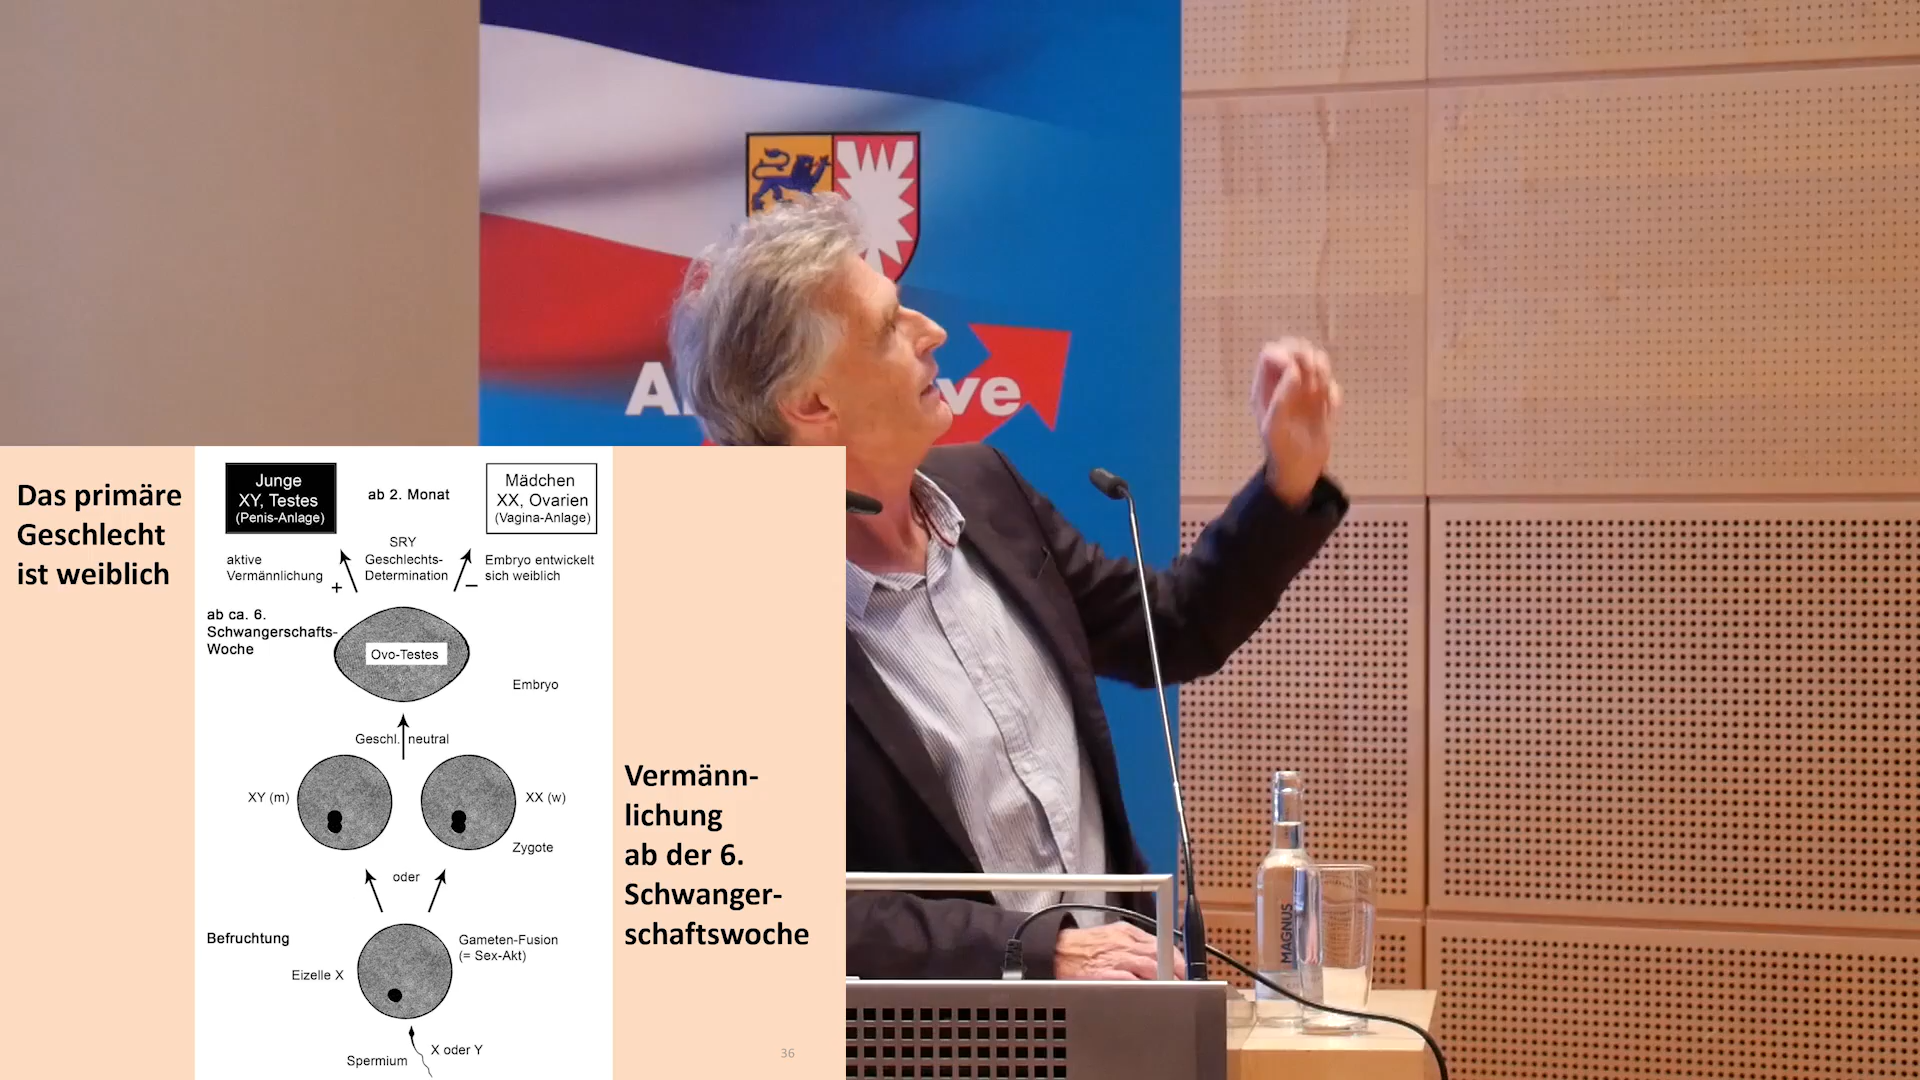 Das primäre
Geschlecht
ist weiblich
Junge
XY, Testes
(Penis-Anlage)
ab 2. Monat
Mädchen
XX, Ovarien
(Vagina-Anlage)
aktive
Vermännlichung
+
SRY
Geschlechts-
Determination
−
Embryo entwickelt
sich weiblich
ab ca. 6.
Schwangerschafts-
Woche
Ovo-Testes
Embryo
Geschl. neutral
XY (m)
XX (w)
Zygote
oder
Befruchtung
Gameten-Fusion
(= Sex-Akt)
Eizelle X
X oder Y
Spermium
Vermänn-
lichung
ab der 6.
Schwanger-
schaftswoche
36
MAGNUS